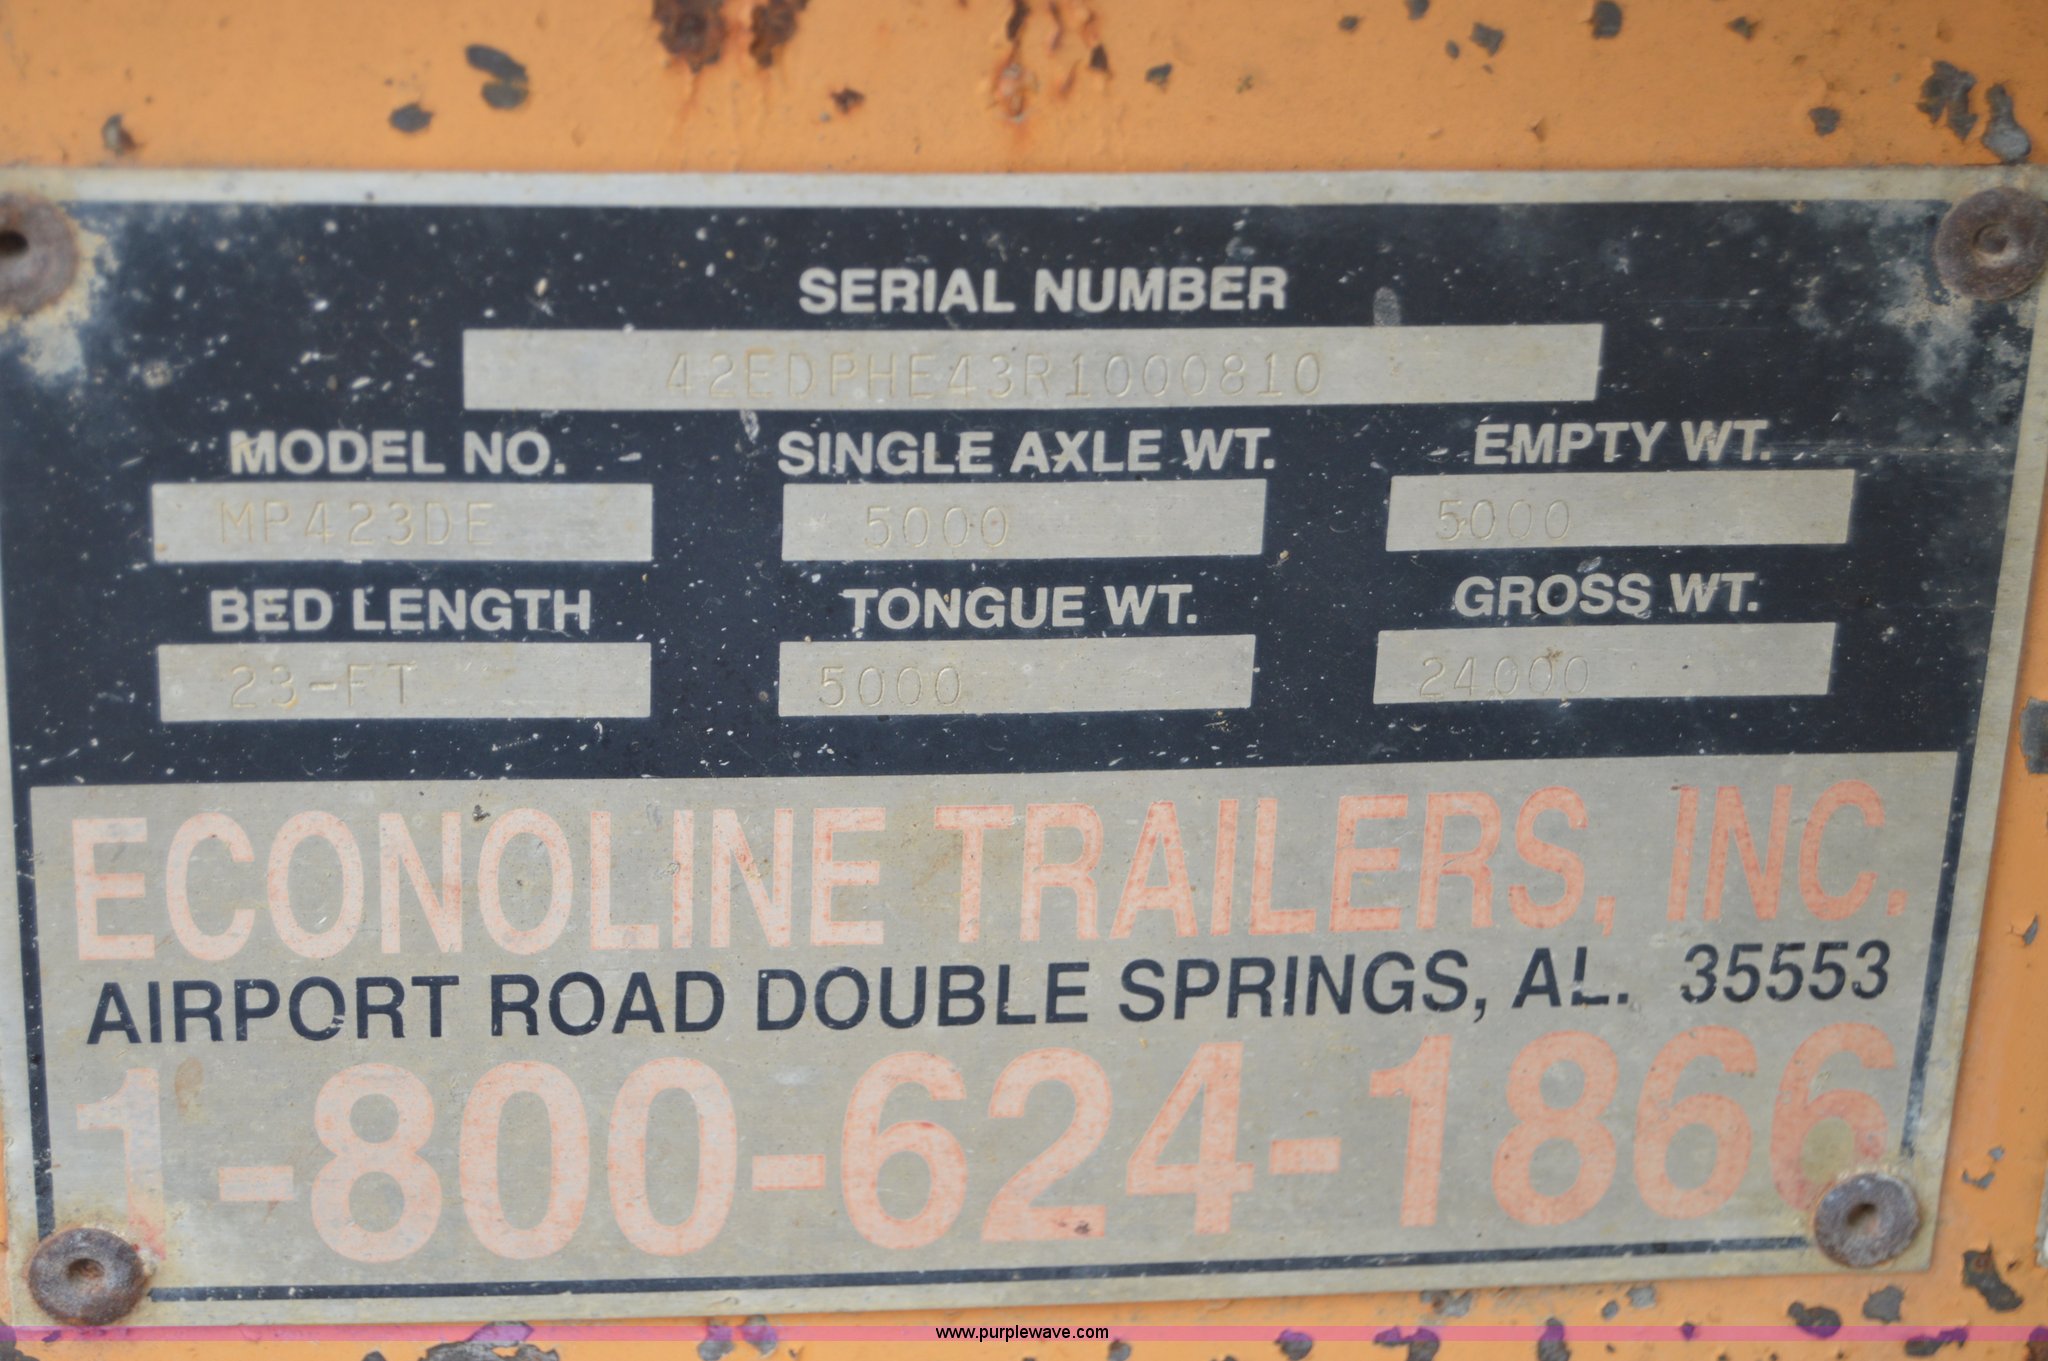 SERIAL NUMBER
42EDPHE43R1000810
MODEL NO. SINGLE AXLE WT. EMPTY WT.
MP423DE 5000 5000
BED LENGTH TONGUE WT. GROSS WT.
23-FT 5000 24000
ECONOLINE TRAILERS, INC.
AIRPORT ROAD DOUBLE SPRINGS, AL. 35553
1-800-624-1866
www.purplewave.com